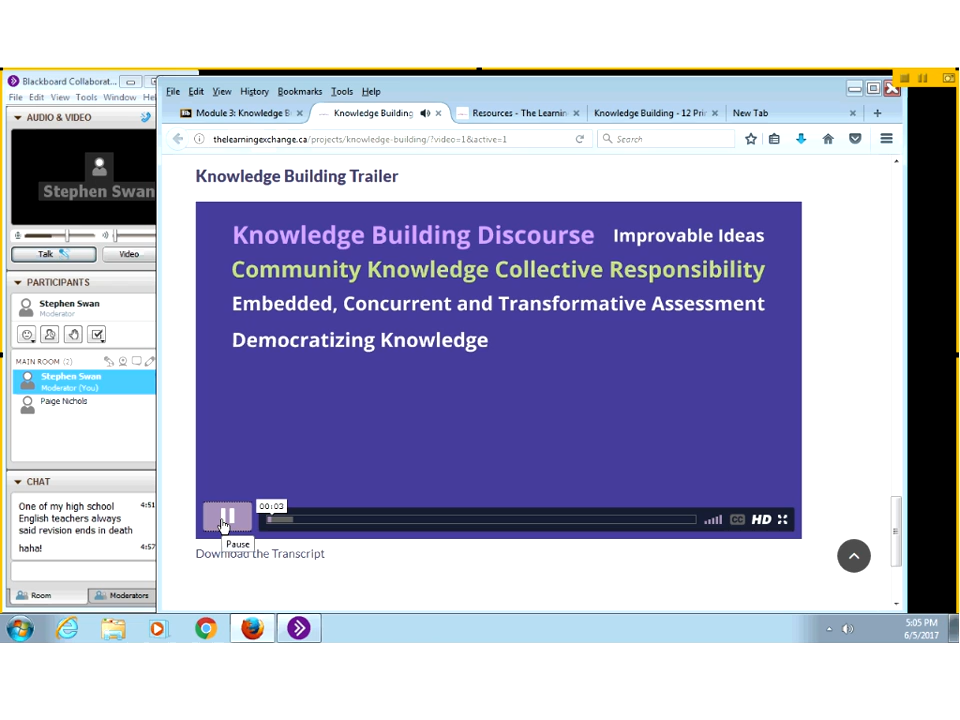 Blackboard Collaborat...
File Edit View Tools Window Hel
AUDIO & VIDEO
Stephen Swan
Talk
Video
PARTICIPANTS
Stephen Swan
Moderator
MAIN ROOM (2)
Stephen Swan
Moderator (You)
Paige Nichols
CHAT
One of my high school 4:51
English teachers always
said revision ends in death
haha! 4:57
Room
Moderators
File Edit View History Bookmarks Tools Help
Module 3: Knowledge B
Knowledge Building:
Resources - The Learnin
Knowledge Building - 12 Prin
New Tab
thelearningexchange.ca/projects/knowledge-building/?video=1&active=1
Search
Knowledge Building Trailer
Knowledge Building Discourse Improvable Ideas
Community Knowledge Collective Responsibility
Embedded, Concurrent and Transformative Assessment
Democratizing Knowledge
00:03
CC HD
Pause
Download the Transcript
5:05 PM
6/5/2017